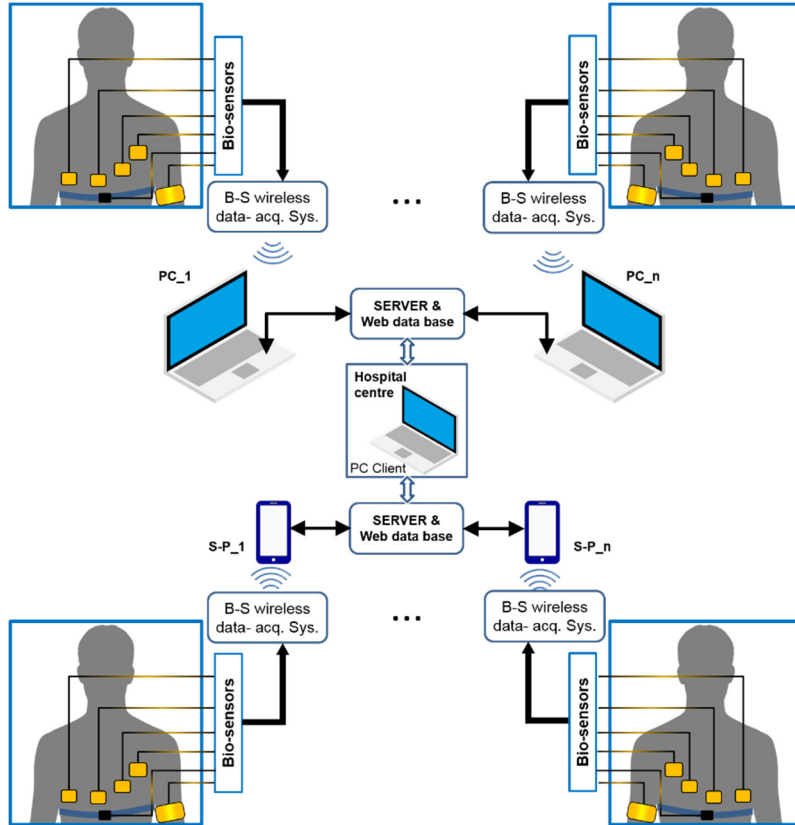 Bio-sensors
Bio-sensors
B-S wireless
data- acq. Sys.
...
B-S wireless
data- acq. Sys.
PC_1
PC_n
SERVER &
Web data base
Hospital
centre
PC Client
SERVER &
Web data base
S-P_1
S-P_n
B-S wireless
data- acq. Sys.
...
B-S wireless
data- acq. Sys.
Bio-sensors
Bio-sensors